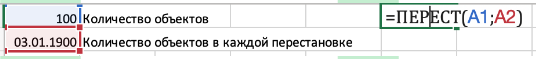 100 Количество объектов =ПЕРЕСТ(A1;A2)
03.01.1900 Количество объектов в каждой перестановке